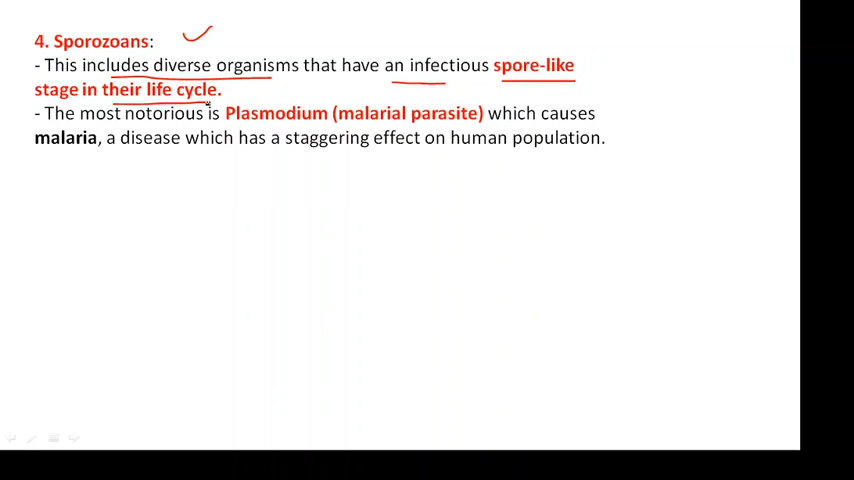 4. Sporozoans:
- This includes diverse organisms that have an infectious spore-like
stage in their life cycle.
- The most notorious is Plasmodium (malarial parasite) which causes
malaria, a disease which has a staggering effect on human population.